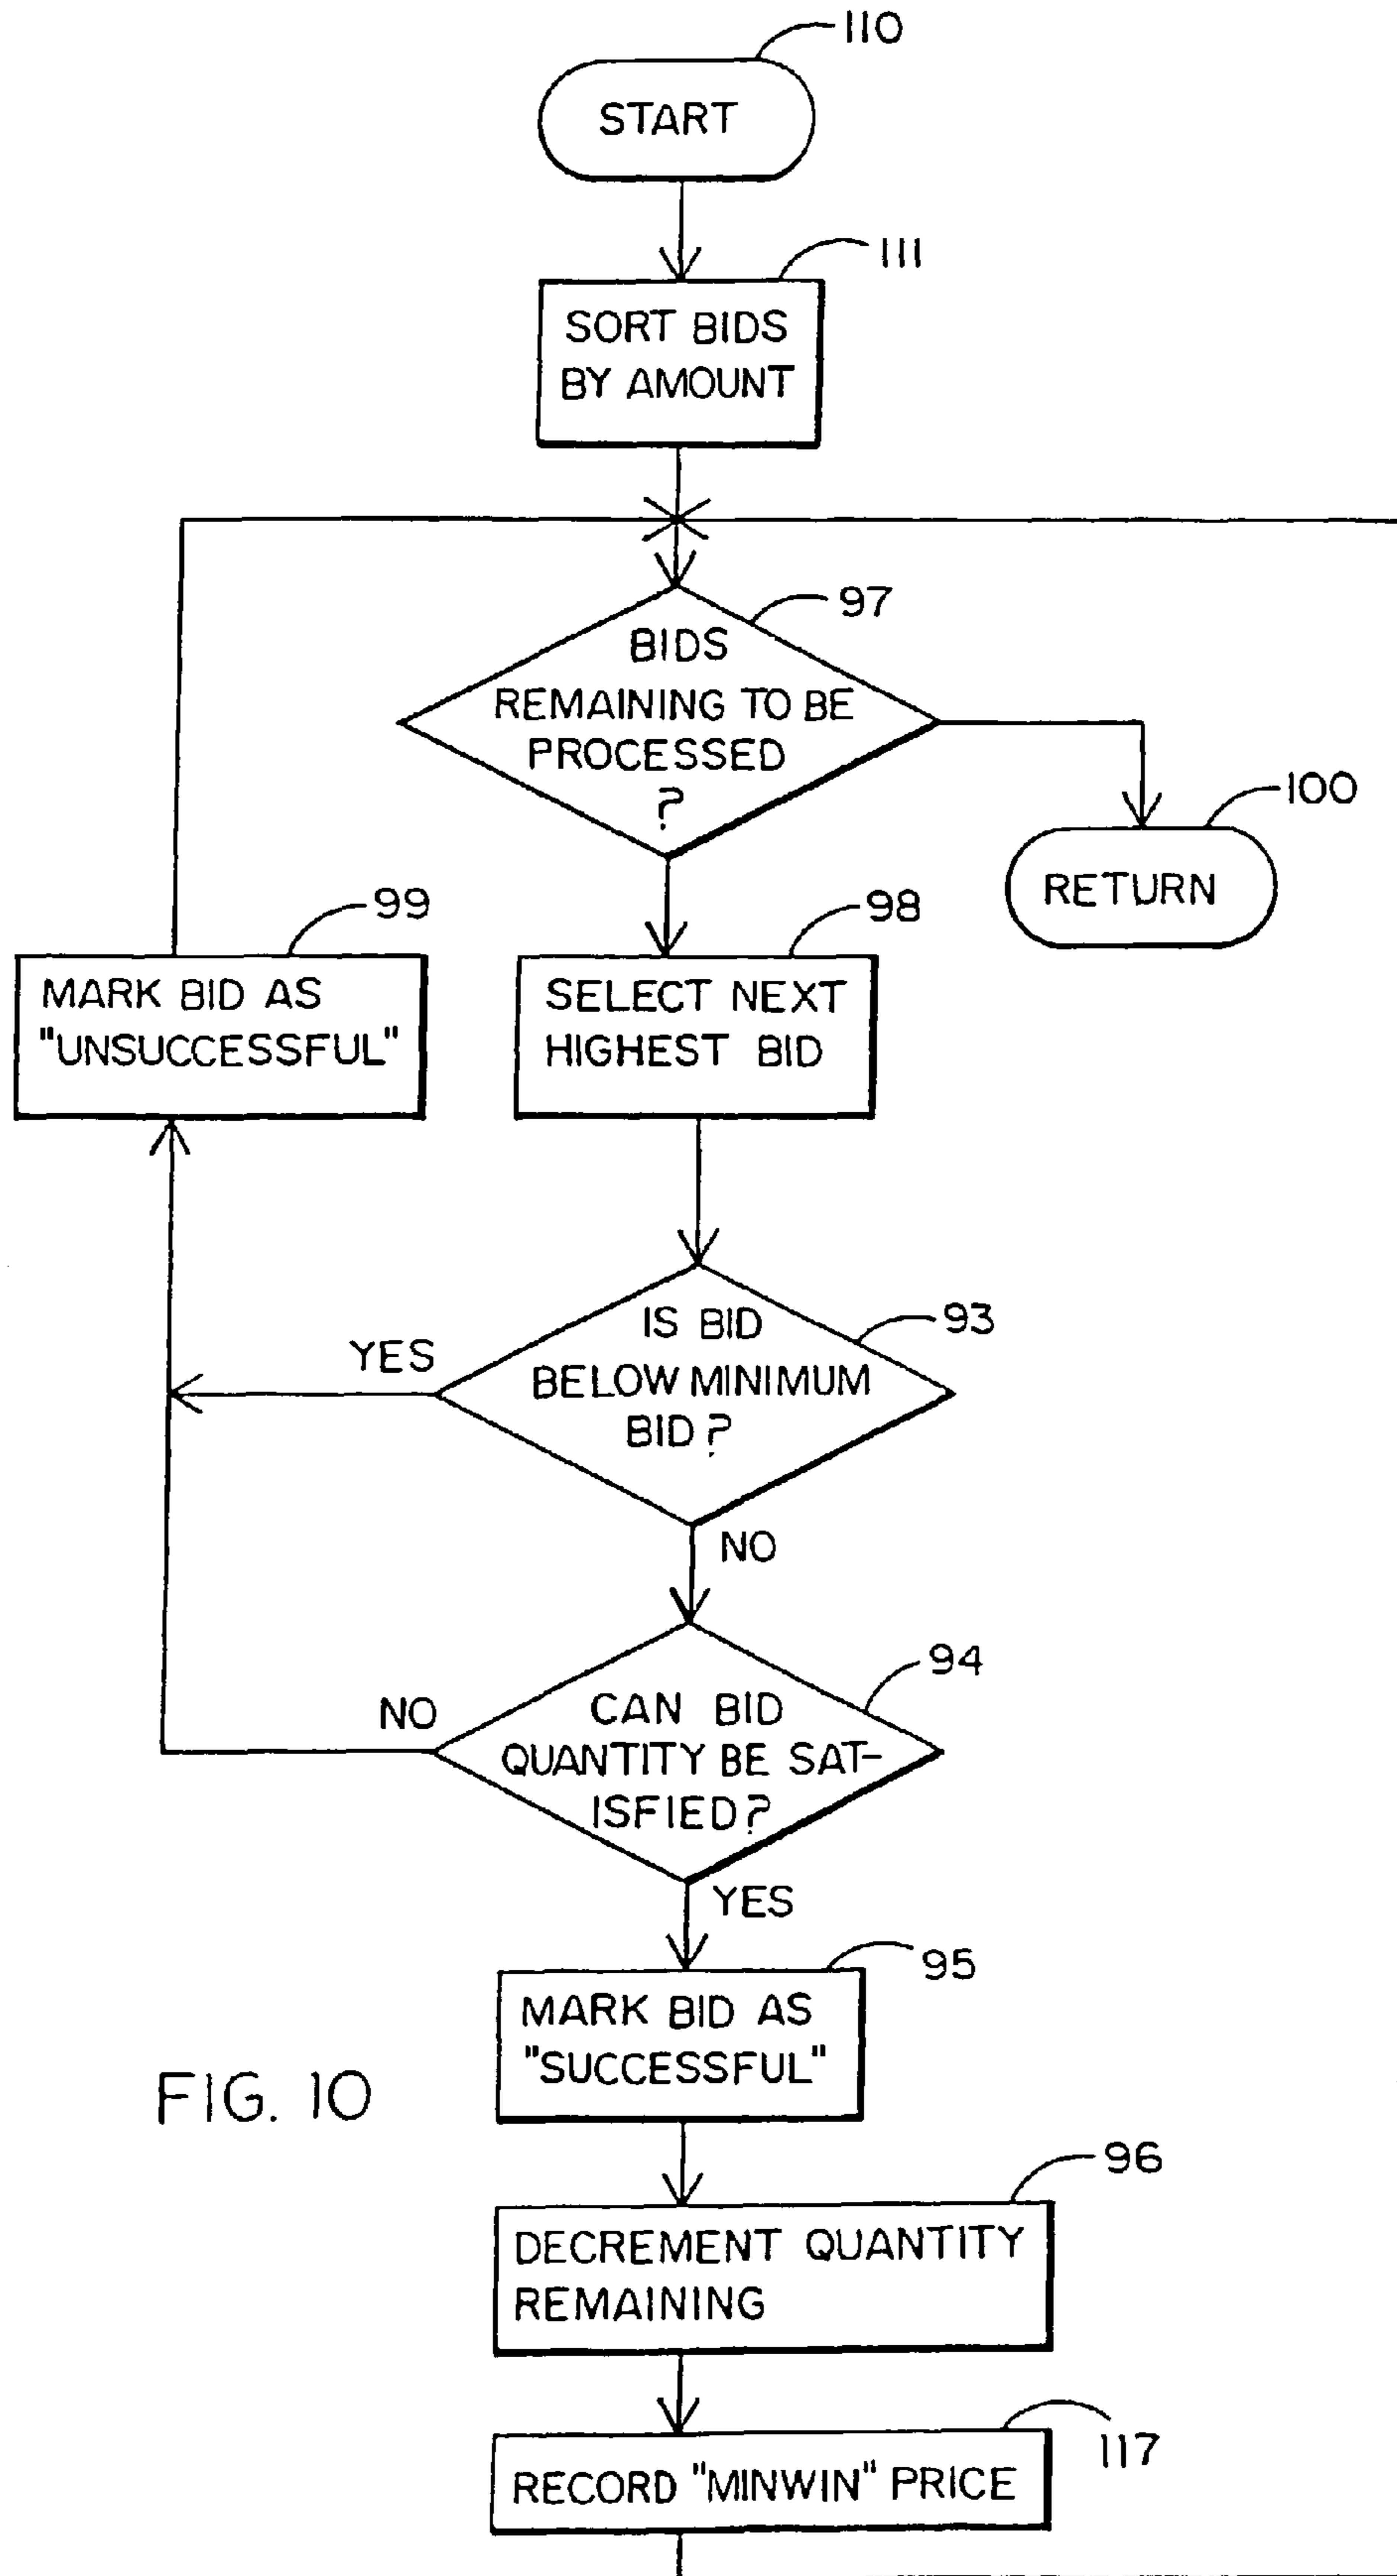 110
START
111
SORT BIDS
BY AMOUNT
97
BIDS
REMAINING TO BE
PROCESSED
?
100
RETURN
99
MARK BID AS
"UNSUCCESSFUL"
98
SELECT NEXT
HIGHEST BID
93
IS BID
BELOW MINIMUM
BID?
YES
NO
94
CAN BID
QUANTITY BE SAT-
ISFIED?
NO
YES
95
MARK BID AS
"SUCCESSFUL"
FIG. 10
96
DECREMENT QUANTITY
REMAINING
117
RECORD "MINWIN" PRICE